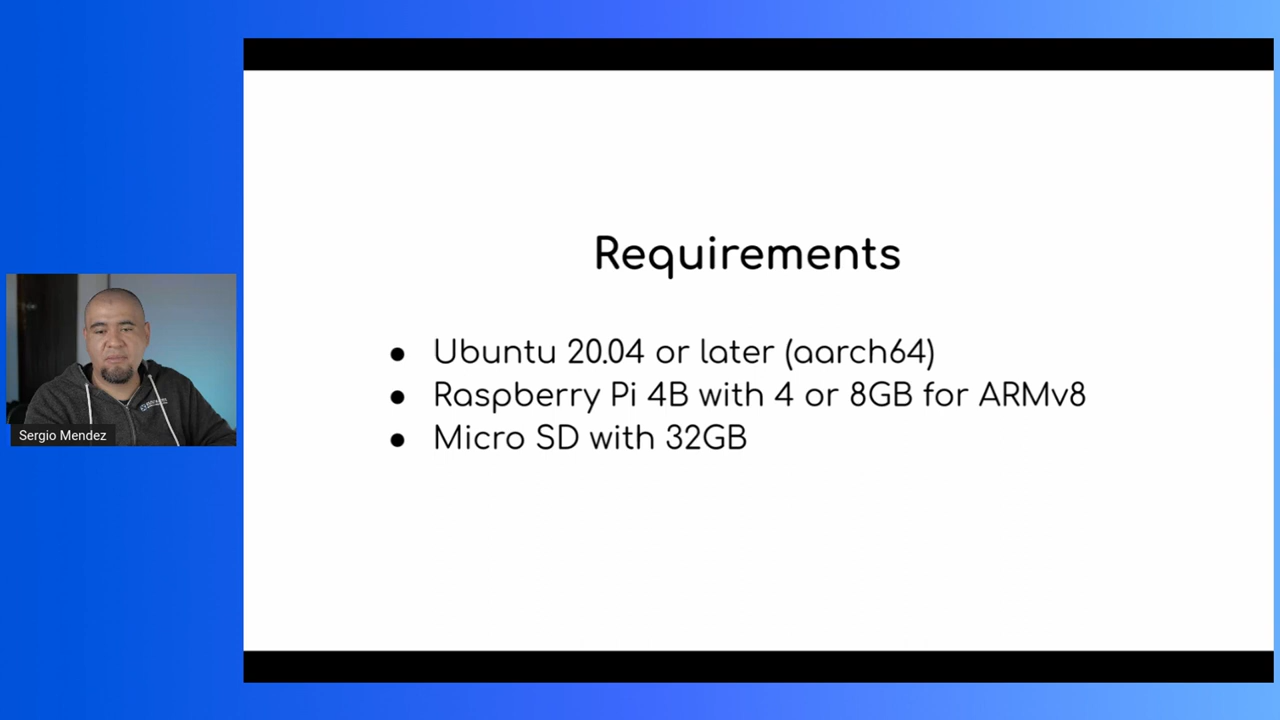 Requirements
● Ubuntu 20.04 or later (aarch64)
● Raspberry Pi 4B with 4 or 8GB for ARMv8
● Micro SD with 32GB
Sergio Mendez